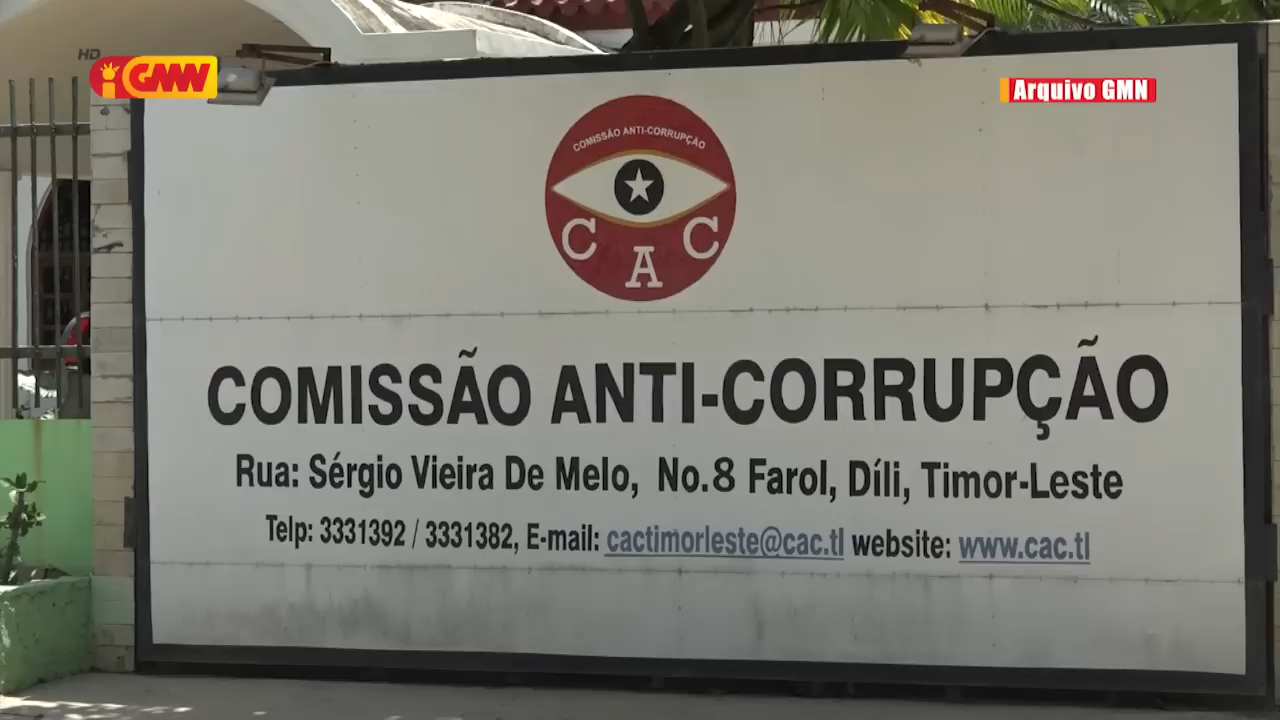 HD
GMN
Arquivo GMN
COMISSÃO ANTI-CORRUPÇÃO
C A C
COMISSÃO ANTI-CORRUPÇÃO
Rua: Sérgio Vieira De Melo, No.8 Farol, Díli, Timor-Leste
Telp: 3331392 / 3331382, E-mail: cactimorleste@cac.tl website: www.cac.tl